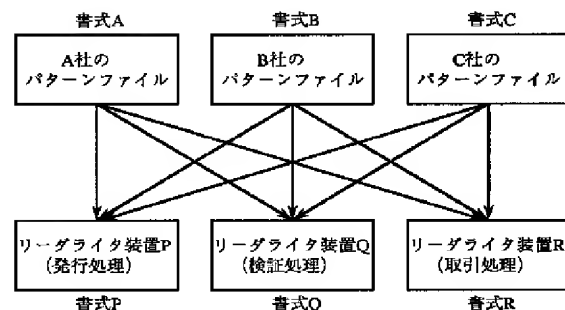 書式A 書式B 書式C
A社の B社の C社の
パターンファイル パターンファイル パターンファイル
リーダライタ装置P リーダライタ装置Q リーダライタ装置R
(発行処理) (検証処理) (取引処理)
書式P 書式Q 書式R